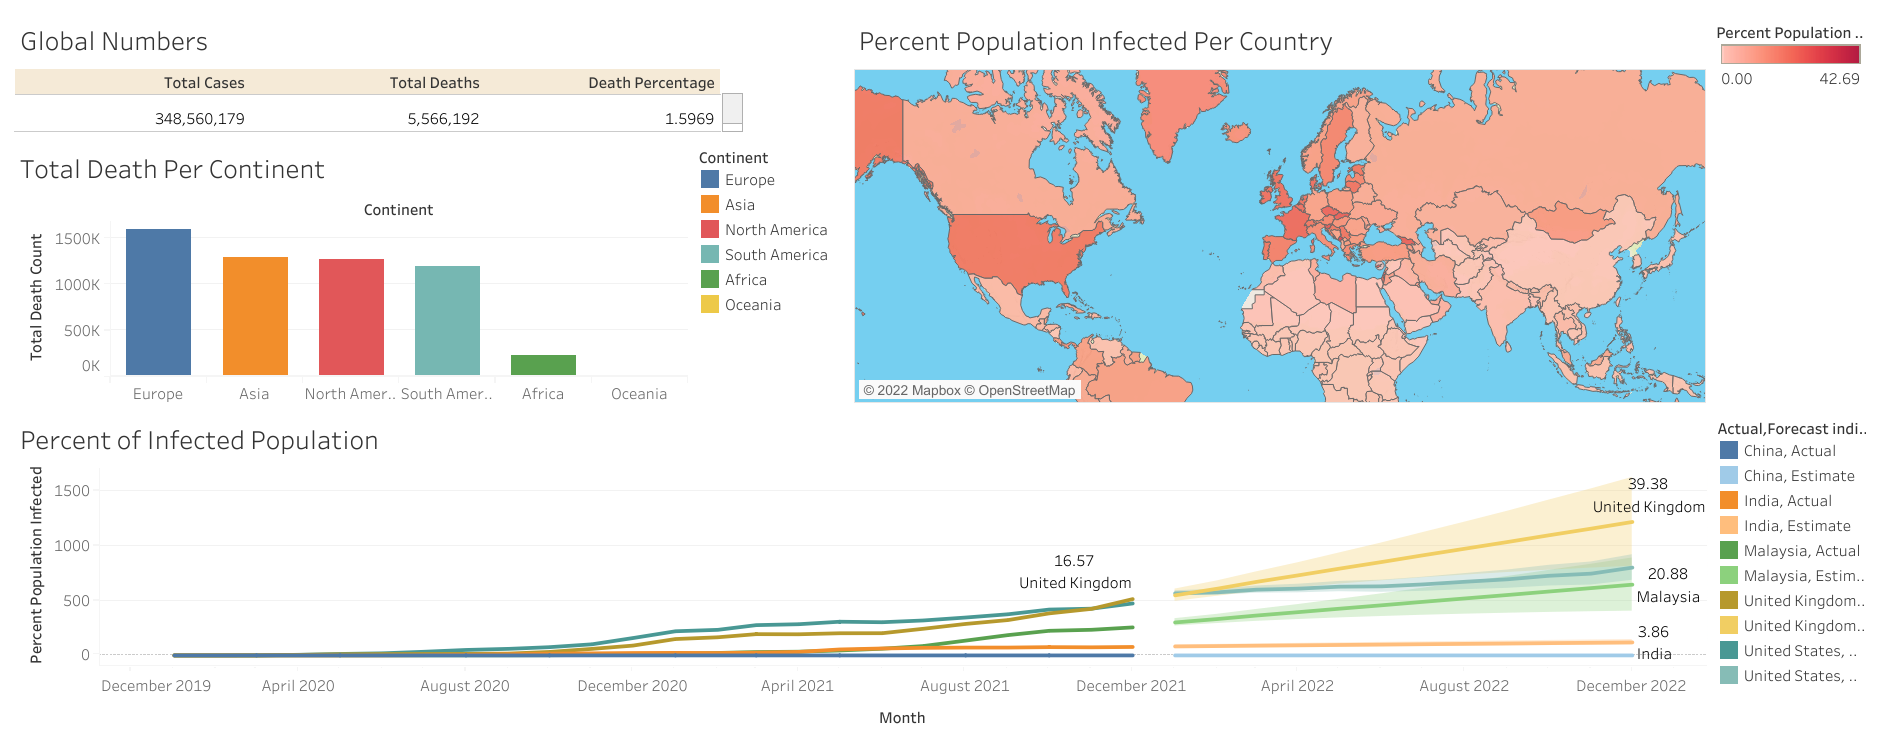 Global Numbers
Total Cases Total Deaths Death Percentage
348,560,179 5,566,192 1.5969
Total Death Per Continent
Continent
Total Death Count
1500K
1000K
500K
0K
Europe Asia North Amer.. South Amer.. Africa Oceania
Continent
Europe
Asia
North America
South America
Africa
Oceania
Percent Population Infected Per Country
© 2022 Mapbox © OpenStreetMap
Percent Population ..
0.00 42.69
Percent of Infected Population
Percent Population Infected
1500
1000
500
0
16.57
United Kingdom
39.38
United Kingdom
20.88
Malaysia
3.86
India
December 2019 April 2020 August 2020 December 2020 April 2021 August 2021 December 2021 April 2022 August 2022 December 2022
Month
Actual,Forecast indi..
China, Actual
China, Estimate
India, Actual
India, Estimate
Malaysia, Actual
Malaysia, Estim..
United Kingdom..
United Kingdom..
United States, ..
United States, ..